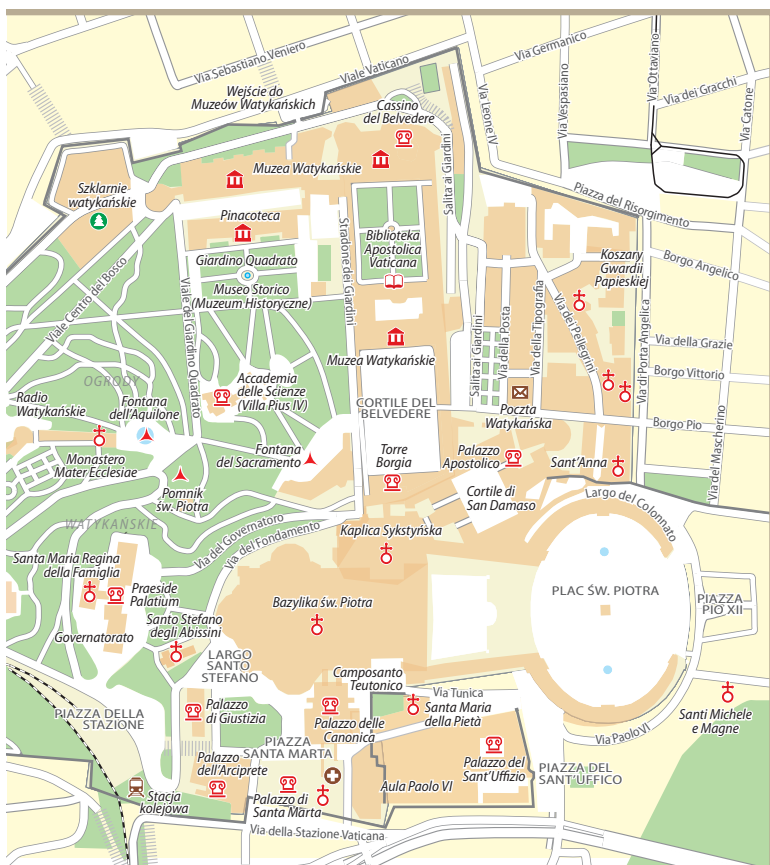 Via Sebastiano Veniero
Viale Vaticano
Via Germanico
Via Ottaviano
Via dei Gracchi
Via Catone
Via Vespasiano
Via Leone IV
Wejście do
Muzeów Watykańskich
Cassino
del Belvedere
Muzea Watykańskie
Szklarnie
watykańskie
Pinacoteca
Salita ai Giardini
Piazza del Risorgimento
Biblioteka
Apostolica
Vaticana
Stradone dei Giardini
Giardino Quadrato
Museo Storico
(Muzeum Historyczne)
Koszary
Gwardii
Papieskiej
Borgo Angelico
Viale Centro del Bosco
Viale del Giardino Quadrato
Muzea Watykańskie
Salita ai Giardini
Via della Posta
Via della Tipografia
Via dei Pellegrini
Via di Porta Angelica
Via della Grazie
Borgo Vittorio
OGRODY
Radio
Watykańskie
Fontana
dell'Aquilone
Accademia
delle Scienze
(Villa Pius IV)
CORTILE DEL
BELVEDERE
Poczta
Watykańska
Borgo Pio
Via del Mascherino
Monastero
Mater Ecclesiae
Fontana
del Sacramento
Torre
Borgia
Palazzo
Apostolico
Sant'Anna
Pomnik
św. Piotra
Cortile di
San Damaso
Largo del Colonnato
WATYKAŃSKIE
Via del Governatoro
Via del Fondamento
Kaplica Sykstyńska
Santa Maria Regina
della Famiglia
Praeside
Palatium
Bazylika św. Piotra
PLAC ŚW. PIOTRA
PIAZZA
PIO XII
Governatorato
Santo Stefano
degli Abissini
LARGO
SANTO
STEFANO
Camposanto
Teutonico
Via Tunica
Santa Maria
della Pietà
Santi Michele
e Magne
PIAZZA DELLA
STAZIONE
Palazzo
di Giustizia
Palazzo delle
Canonica
Via Paolo VI
PIAZZA
SANTA MARTA
Palazzo
dell'Arciprete
Palazzo del
Sant'Uffizio
PIAZZA DEL
SANT'UFFICO
Aula Paolo VI
Stacja
kolejowa
Palazzo di
Santa Marta
Via della Stazione Vaticana